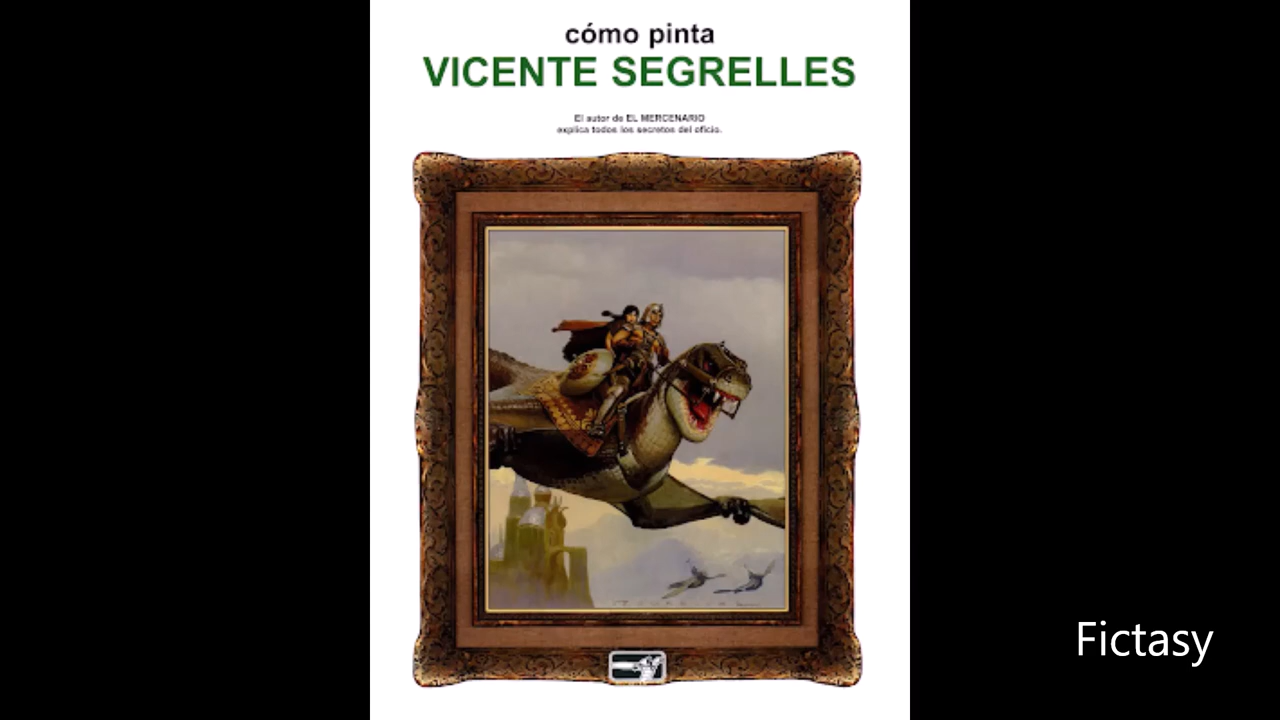 cómo pinta
VICENTE SEGRELLES
El autor de EL MERCENARIO
explica todos los secretos del oficio.
Fictasy